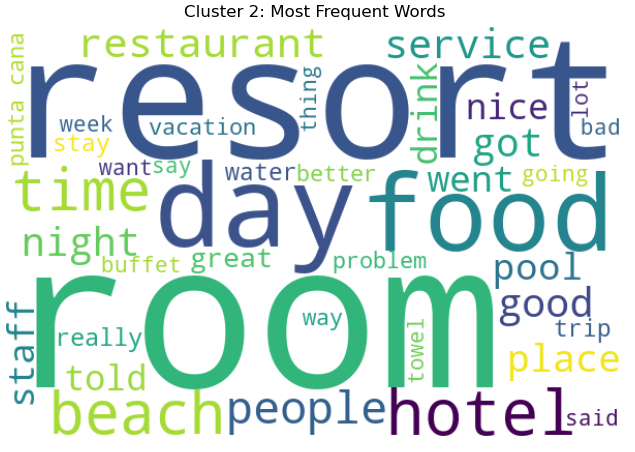 Cluster 2: Most Frequent Words
restaurant
service
resort
punta cana
thing
drink
nice
lot
week
vacation
got
bad
stay
want
say
water
better
went
going
time
day
food
night
buffet
great
problem
pool
room
way
good
trip
staff
really
towel
place
told
beach
people
hotel
said